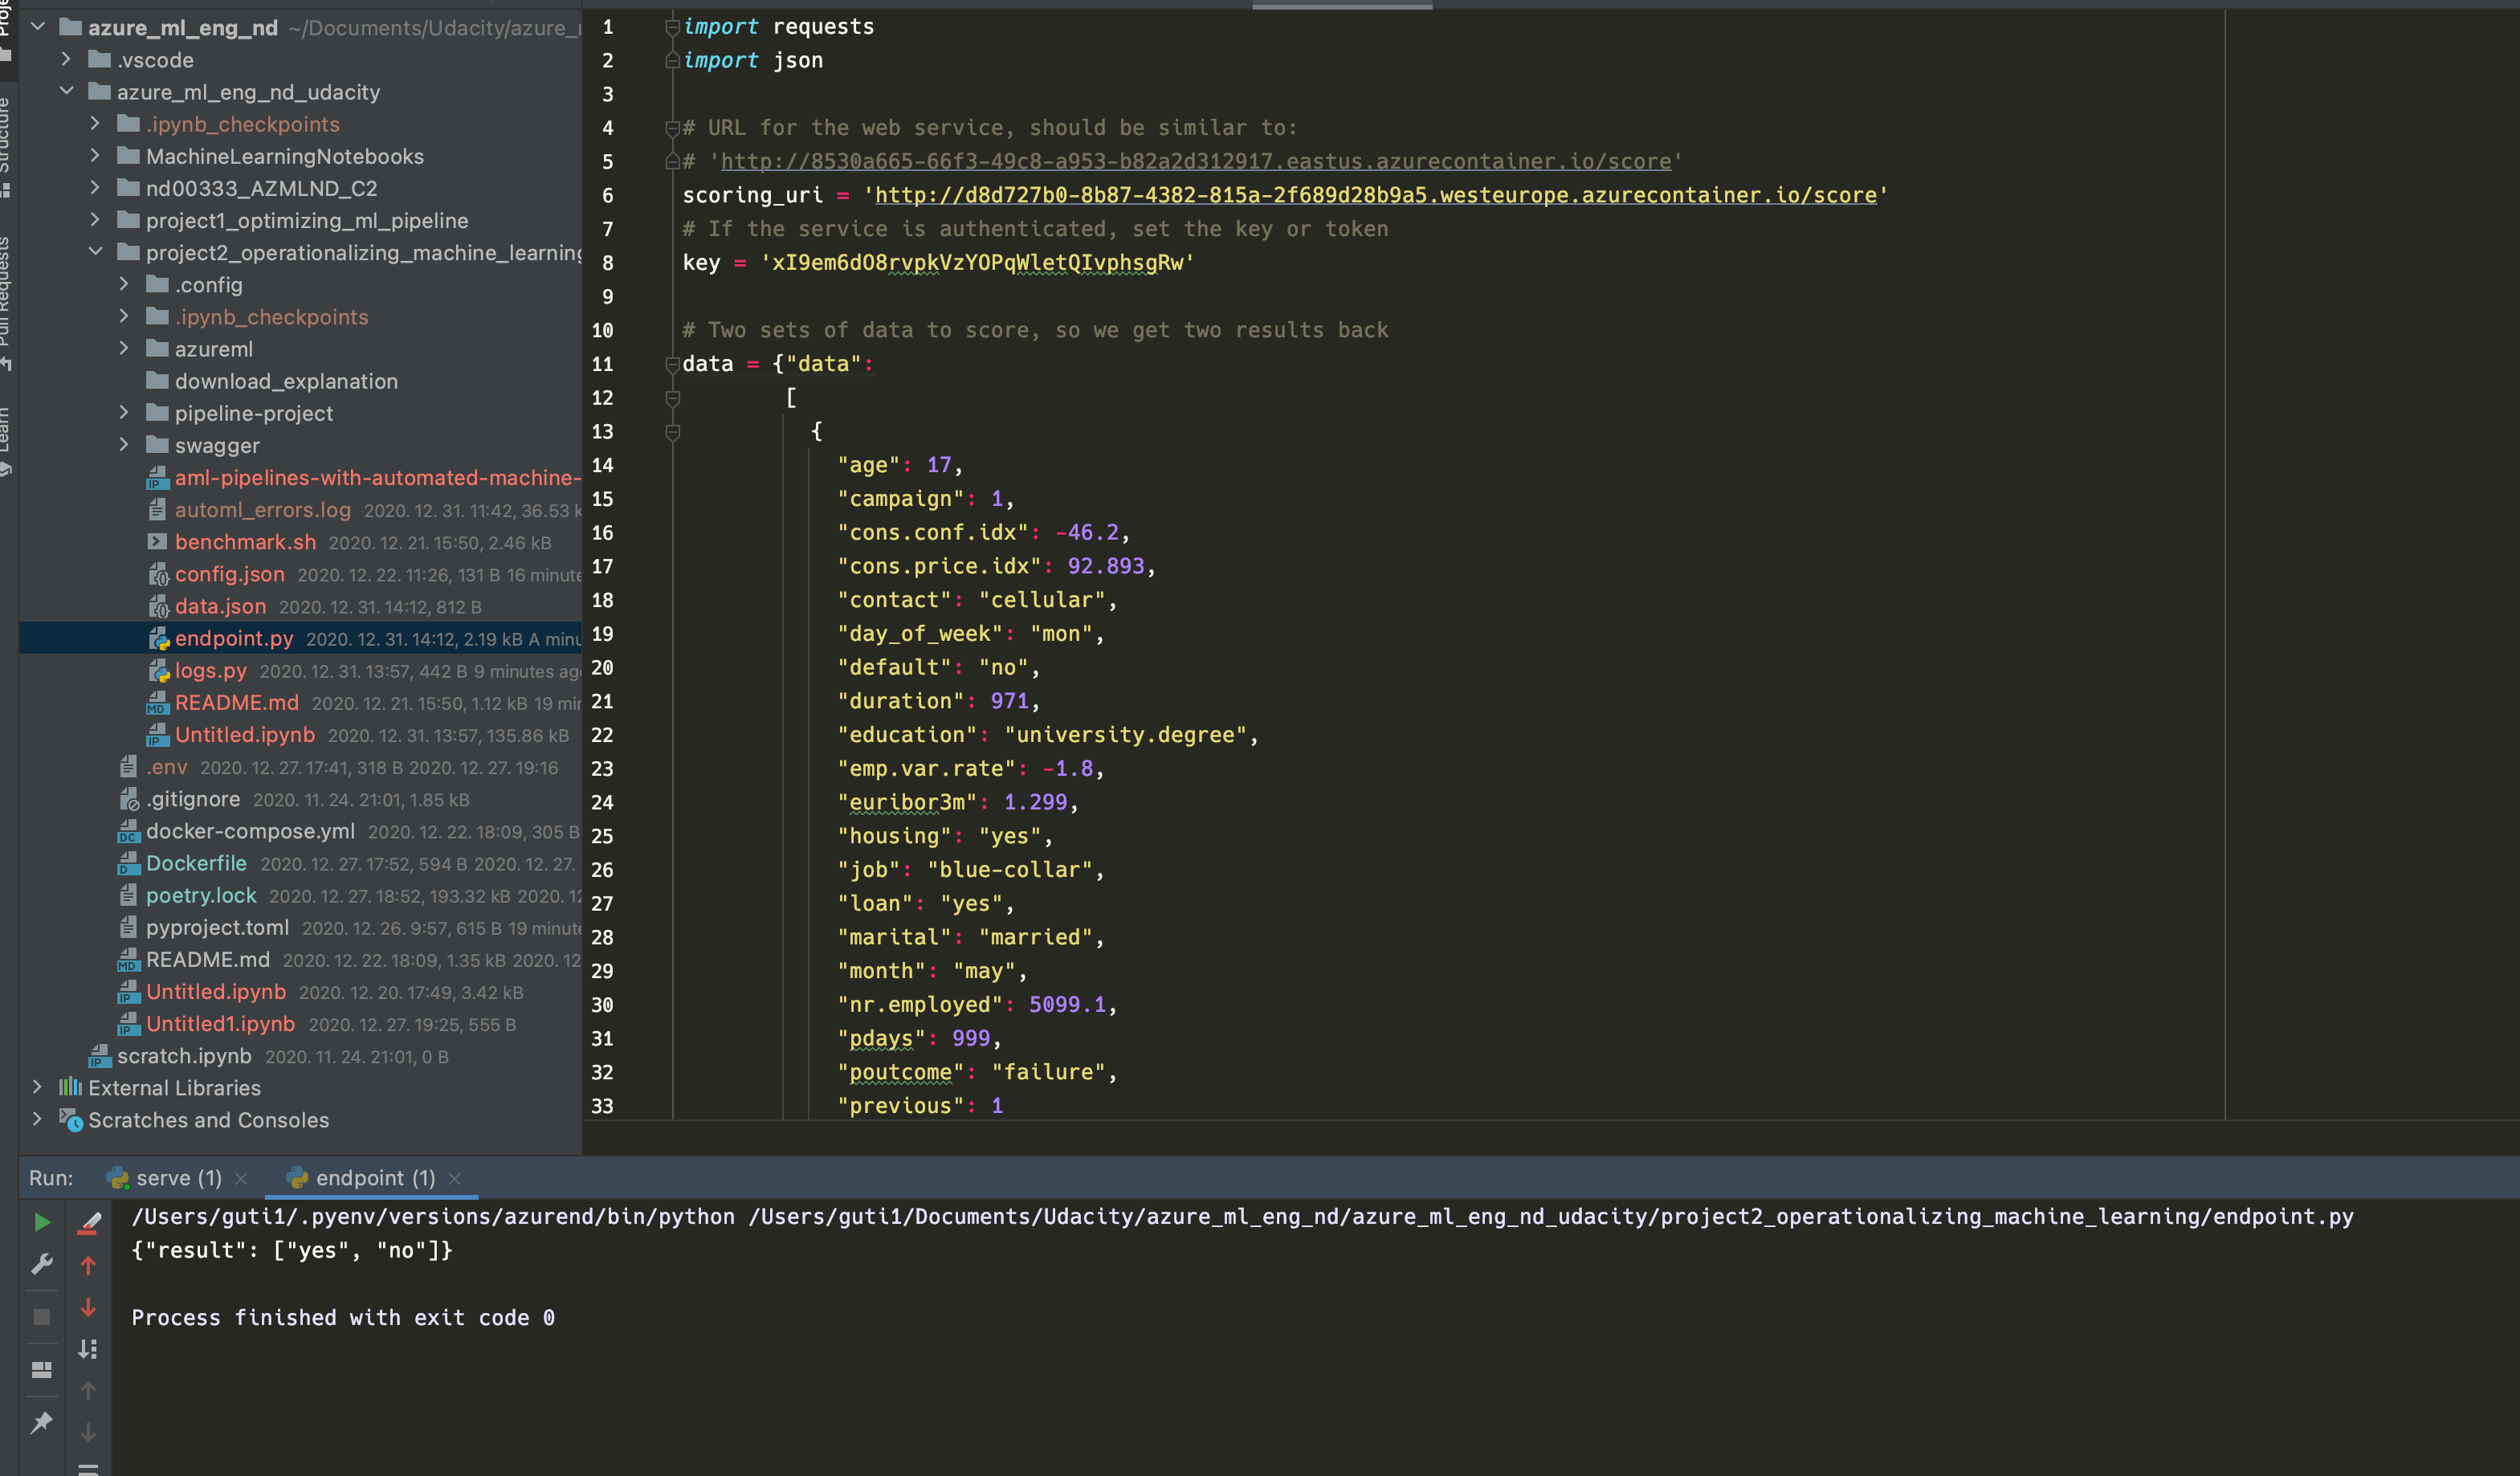 Proje
Structure
Pull Requests
Learn
azure_ml_eng_nd ~/Documents/Udacity/azure_
.vscode
azure_ml_eng_nd_udacity
.ipynb_checkpoints
MachineLearningNotebooks
nd00333_AZMLND_C2
project1_optimizing_ml_pipeline
project2_operationalizing_machine_learning
.config
.ipynb_checkpoints
azureml
download_explanation
pipeline-project
swagger
aml-pipelines-with-automated-machine-
automl_errors.log 2020. 12. 31. 11:42, 36.53 k
benchmark.sh 2020. 12. 21. 15:50, 2.46 kB
config.json 2020. 12. 22. 11:26, 131 B 16 minute
data.json 2020. 12. 31. 14:12, 812 B
endpoint.py 2020. 12. 31. 14:12, 2.19 kB A minu
logs.py 2020. 12. 31. 13:57, 442 B 9 minutes ag
README.md 2020. 12. 21. 15:50, 1.12 kB 19 min
Untitled.ipynb 2020. 12. 31. 13:57, 135.86 kB
.env 2020. 12. 27. 17:41, 318 B 2020. 12. 27. 19:16
.gitignore 2020. 11. 24. 21:01, 1.85 kB
docker-compose.yml 2020. 12. 22. 18:09, 305 B
Dockerfile 2020. 12. 27. 17:52, 594 B 2020. 12. 27.
poetry.lock 2020. 12. 27. 18:52, 193.32 kB 2020. 12
pyproject.toml 2020. 12. 26. 9:57, 615 B 19 minute
README.md 2020. 12. 22. 18:09, 1.35 kB 2020. 12
Untitled.ipynb 2020. 12. 20. 17:49, 3.42 kB
Untitled1.ipynb 2020. 12. 27. 19:25, 555 B
scratch.ipynb 2020. 11. 24. 21:01, 0 B
External Libraries
Scratches and Consoles
1 import requests
2 import json
3
4 # URL for the web service, should be similar to:
5 # 'http://8530a665-66f3-49c8-a953-b82a2d312917.eastus.azurecontainer.io/score'
6 scoring_uri = 'http://d8d727b0-8b87-4382-815a-2f689d28b9a5.westeurope.azurecontainer.io/score'
7 # If the service is authenticated, set the key or token
8 key = 'xI9em6dO8rvpkVzYOPqWletQIvphsgRw'
9
10 # Two sets of data to score, so we get two results back
11 data = {"data":
12 [
13 {
14 "age": 17,
15 "campaign": 1,
16 "cons.conf.idx": -46.2,
17 "cons.price.idx": 92.893,
18 "contact": "cellular",
19 "day_of_week": "mon",
20 "default": "no",
21 "duration": 971,
22 "education": "university.degree",
23 "emp.var.rate": -1.8,
24 "euribor3m": 1.299,
25 "housing": "yes",
26 "job": "blue-collar",
27 "loan": "yes",
28 "marital": "married",
29 "month": "may",
30 "nr.employed": 5099.1,
31 "pdays": 999,
32 "poutcome": "failure",
33 "previous": 1
Run: serve (1) endpoint (1)
/Users/guti1/.pyenv/versions/azurend/bin/python /Users/guti1/Documents/Udacity/azure_ml_eng_nd/azure_ml_eng_nd_udacity/project2_operationalizing_machine_learning/endpoint.py
{"result": ["yes", "no"]}
Process finished with exit code 0